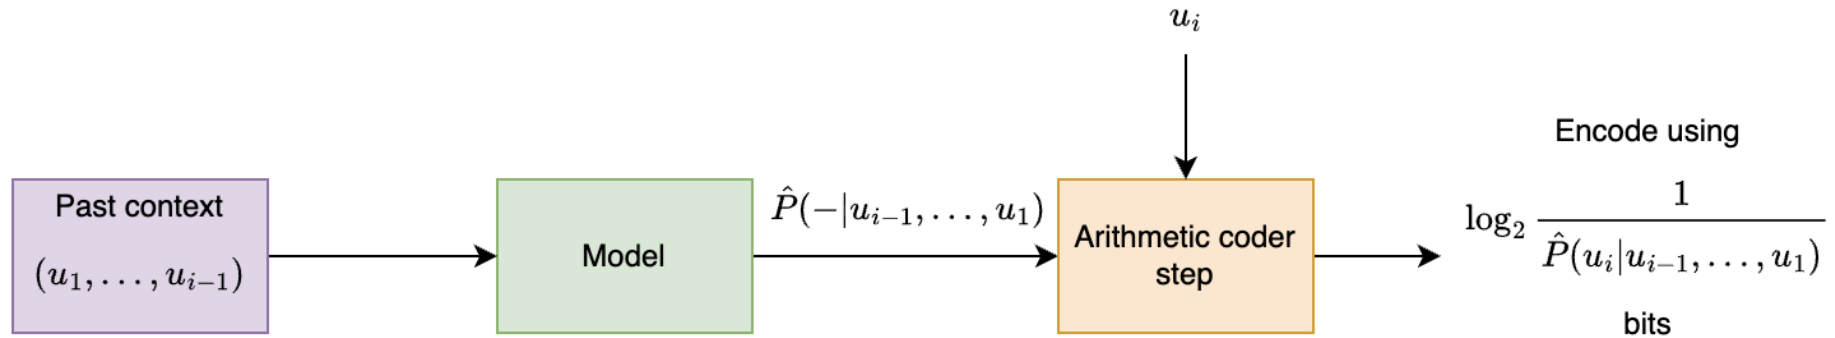 u_i
Encode using
Past context
(u_1, . . . , u_{i−1})
Model
P̂(−|u_{i−1}, . . . , u_1)
Arithmetic coder
step
log_2 1 / P̂(u_i|u_{i−1}, . . . , u_1)
bits